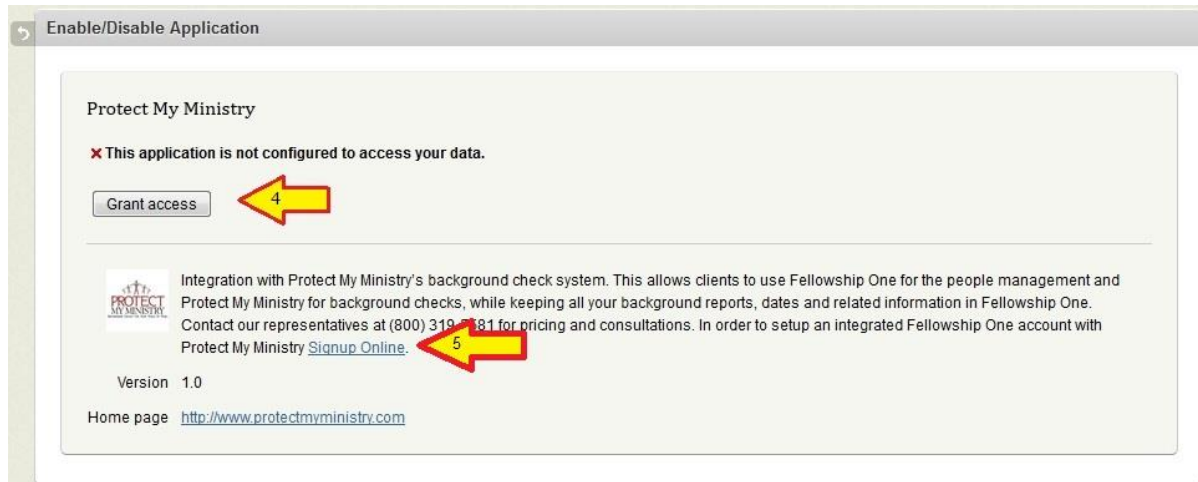 Enable/Disable Application
Protect My Ministry
This application is not configured to access your data.
Grant access
4
PROTECT
MY MINISTRY
Integration with Protect My Ministry's background check system. This allows clients to use Fellowship One for the people management and
Protect My Ministry for background checks, while keeping all your background reports, dates and related information in Fellowship One.
Contact our representatives at (800) 319- for pricing and consultations. In order to setup an integrated Fellowship One account with
Protect My Ministry Signup Online.
5
Version 1.0
Home page http://www.protectmyministry.com